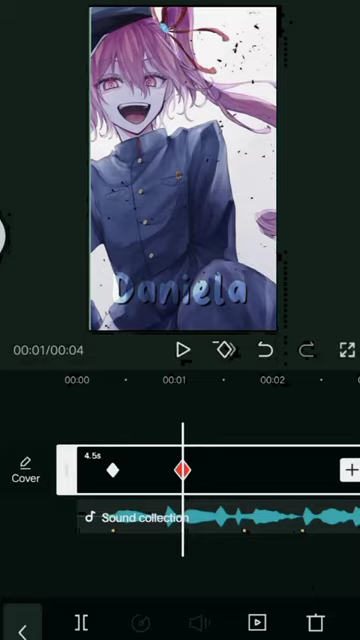 Daniela
00:01/00:04
00:00 00:01 00:02
4.5s
Cover
Sound collection